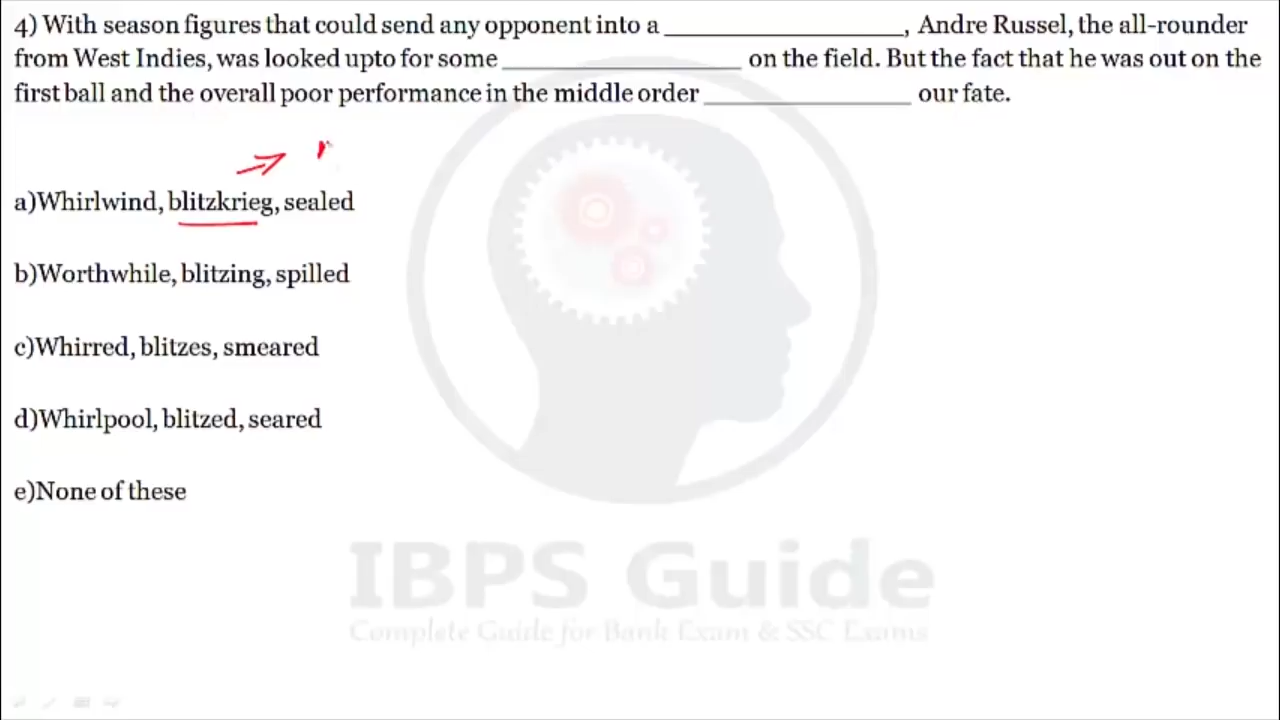 4) With season figures that could send any opponent into a ____________________, Andre Russel, the all-rounder
from West Indies, was looked upto for some ____________________ on the field. But the fact that he was out on the
first ball and the overall poor performance in the middle order __________________ our fate.
a)Whirlwind, blitzkrieg, sealed
b)Worthwhile, blitzing, spilled
c)Whirred, blitzes, smeared
d)Whirlpool, blitzed, seared
e)None of these
IBPS Guide
Complete Guide for Bank Exam & SSC Exams